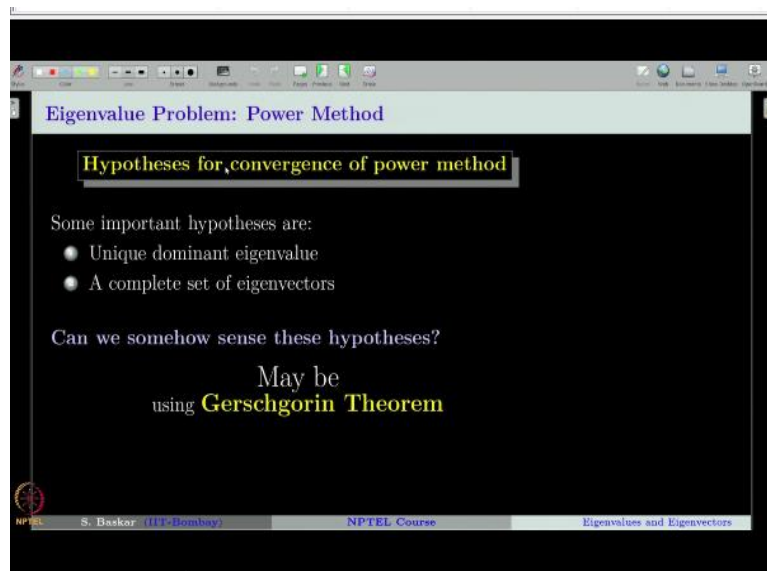 Eigenvalue Problem: Power Method
Hypotheses for convergence of power method
Some important hypotheses are:
Unique dominant eigenvalue
A complete set of eigenvectors
Can we somehow sense these hypotheses?
May be
using Gerschgorin Theorem
NPTEL
S. Baskar (IIT-Bombay) NPTEL Course Eigenvalues and Eigenvectors